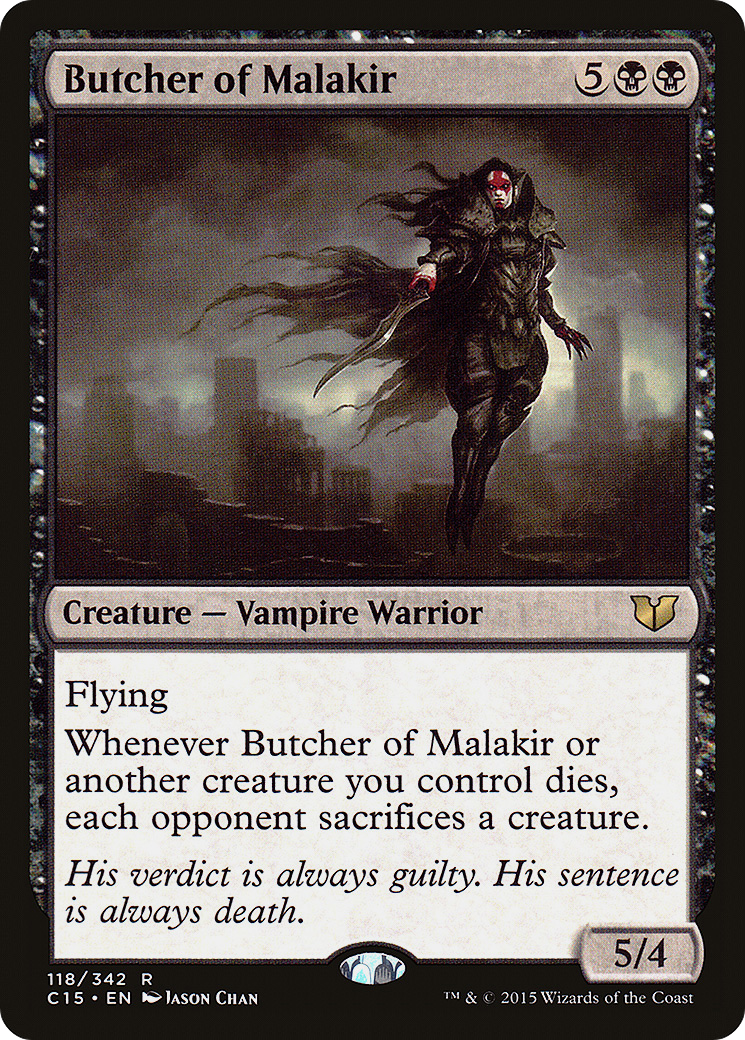 Butcher of Malakir 5
Creature — Vampire Warrior
Flying
Whenever Butcher of Malakir or
another creature you control dies,
each opponent sacrifices a creature.
His verdict is always guilty. His sentence
is always death.
5/4
118/342 R
C15 • EN Jason Chan
™ & © 2015 Wizards of the Coast